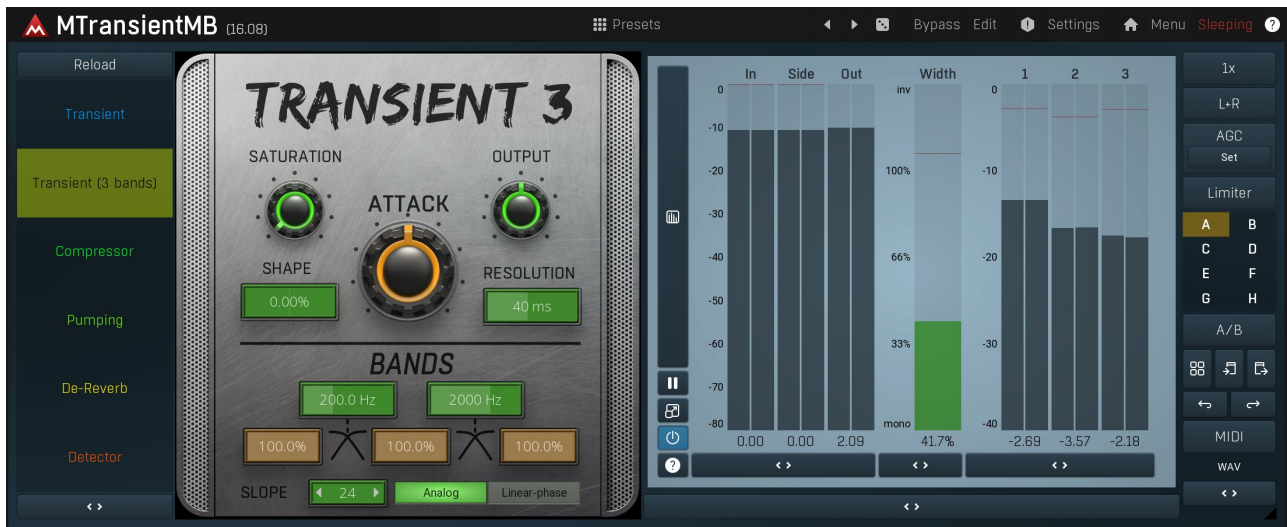 MTransientMB (16.08)
Presets
Bypass Edit Settings Menu Sleeping ?
Reload
Transient
Transient (3 bands)
Compressor
Pumping
De-Reverb
Detector
TRANSIENT 3
SATURATION
OUTPUT
ATTACK
SHAPE
0.00%
RESOLUTION
40 ms
BANDS
200.0 Hz 2000 Hz
100.0% 100.0% 100.0%
SLOPE 24 Analog Linear-phase
In Side Out
0
-10
-20
-30
-40
-50
-60
-70
-80
0.00 0.00 2.09
Width
inv
100%
66%
33%
mono
41.7%
1 2 3
0
-10
-20
-30
-40
-2.69 -3.57 -2.18
?
1x
L+R
AGC
Set
Limiter
A B
C D
E F
G H
A/B
MIDI
WAV